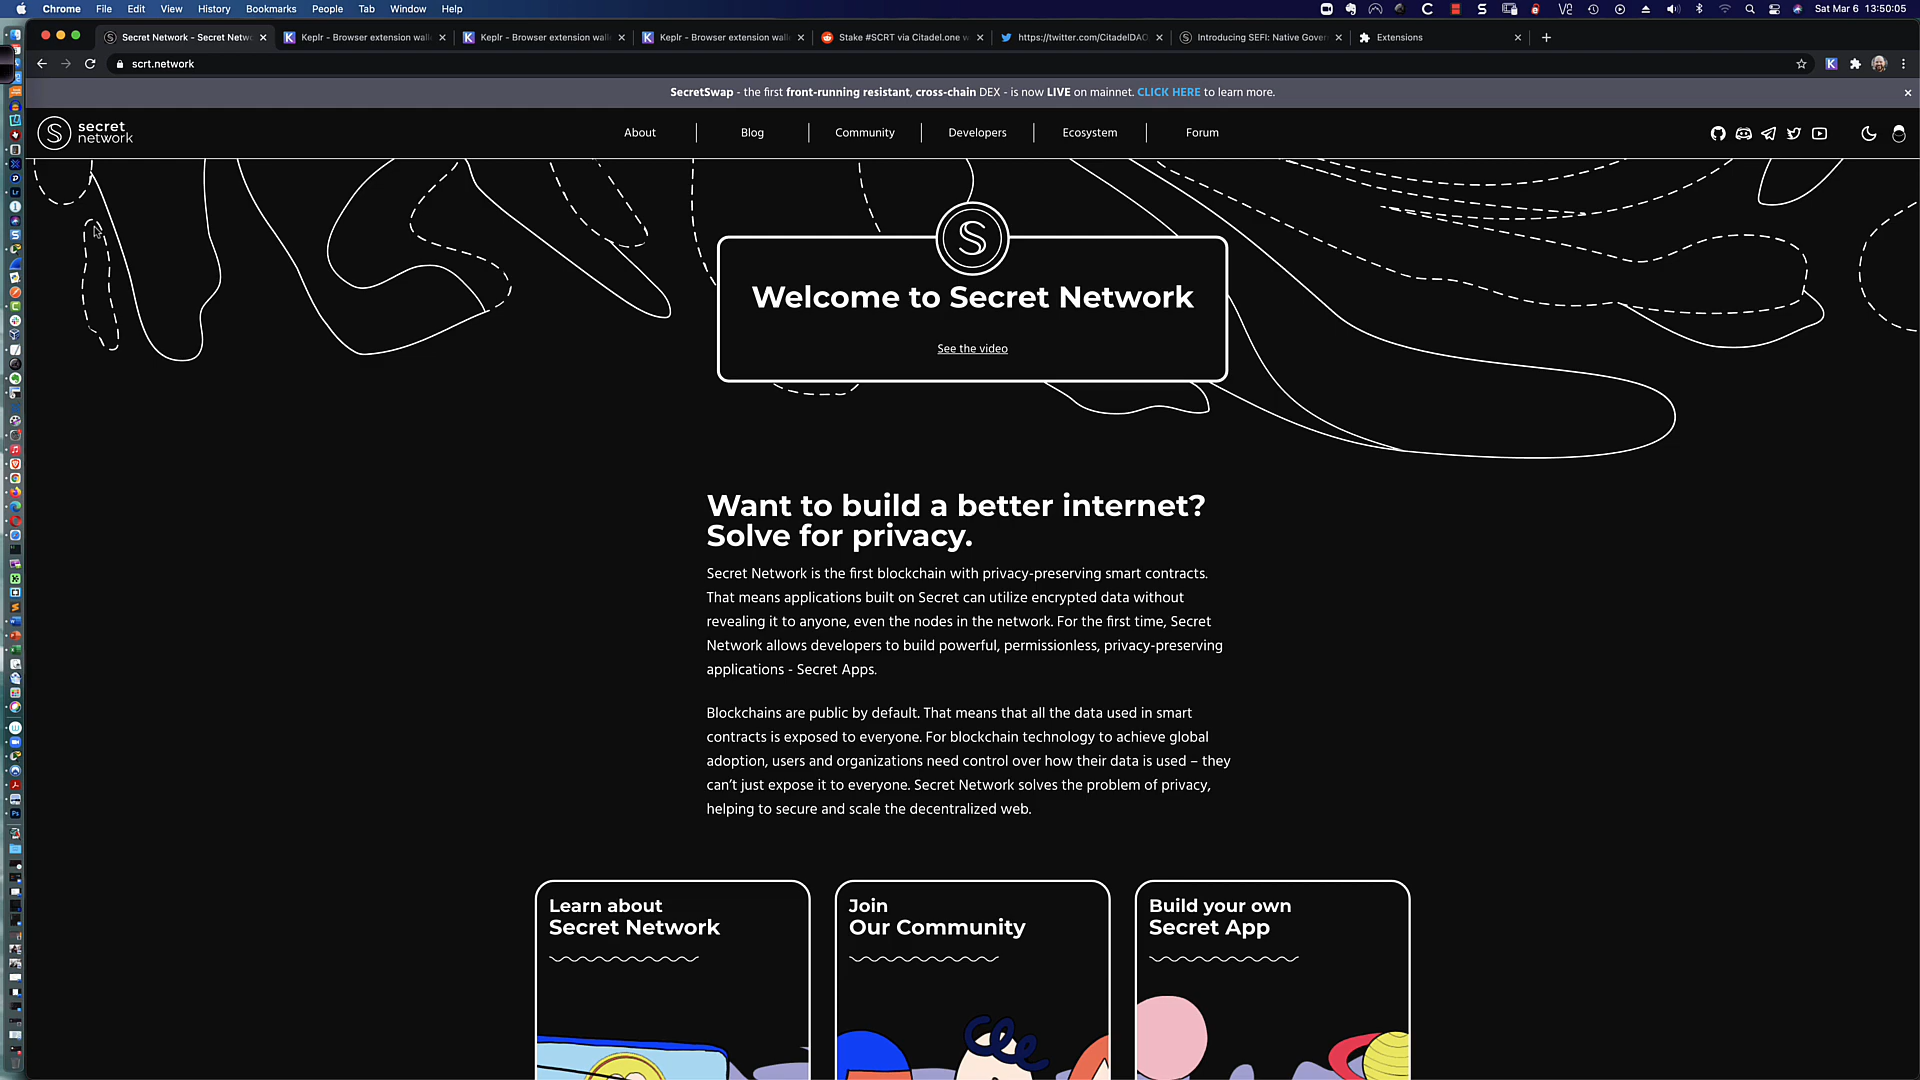 Chrome File Edit View History Bookmarks People Tab Window Help Sat Mar 6 13:50:05
Secret Network - Secret Netw Keplr - Browser extension wall Keplr - Browser extension wall Keplr - Browser extension wall Stake #SCRT via Citadel.one w https://twitter.com/CitadelDAO Introducing SEFI: Native Gover Extensions
scrt.network
SecretSwap - the first front-running resistant, cross-chain DEX - is now LIVE on mainnet. CLICK HERE to learn more.
secret
network
About Blog Community Developers Ecosystem Forum
Welcome to Secret Network
See the video
Want to build a better internet?
Solve for privacy.
Secret Network is the first blockchain with privacy-preserving smart contracts.
That means applications built on Secret can utilize encrypted data without
revealing it to anyone, even the nodes in the network. For the first time, Secret
Network allows developers to build powerful, permissionless, privacy-preserving
applications - Secret Apps.
Blockchains are public by default. That means that all the data used in smart
contracts is exposed to everyone. For blockchain technology to achieve global
adoption, users and organizations need control over how their data is used – they
can't just expose it to everyone. Secret Network solves the problem of privacy,
helping to secure and scale the decentralized web.
Learn about
Secret Network
Join
Our Community
Build your own
Secret App